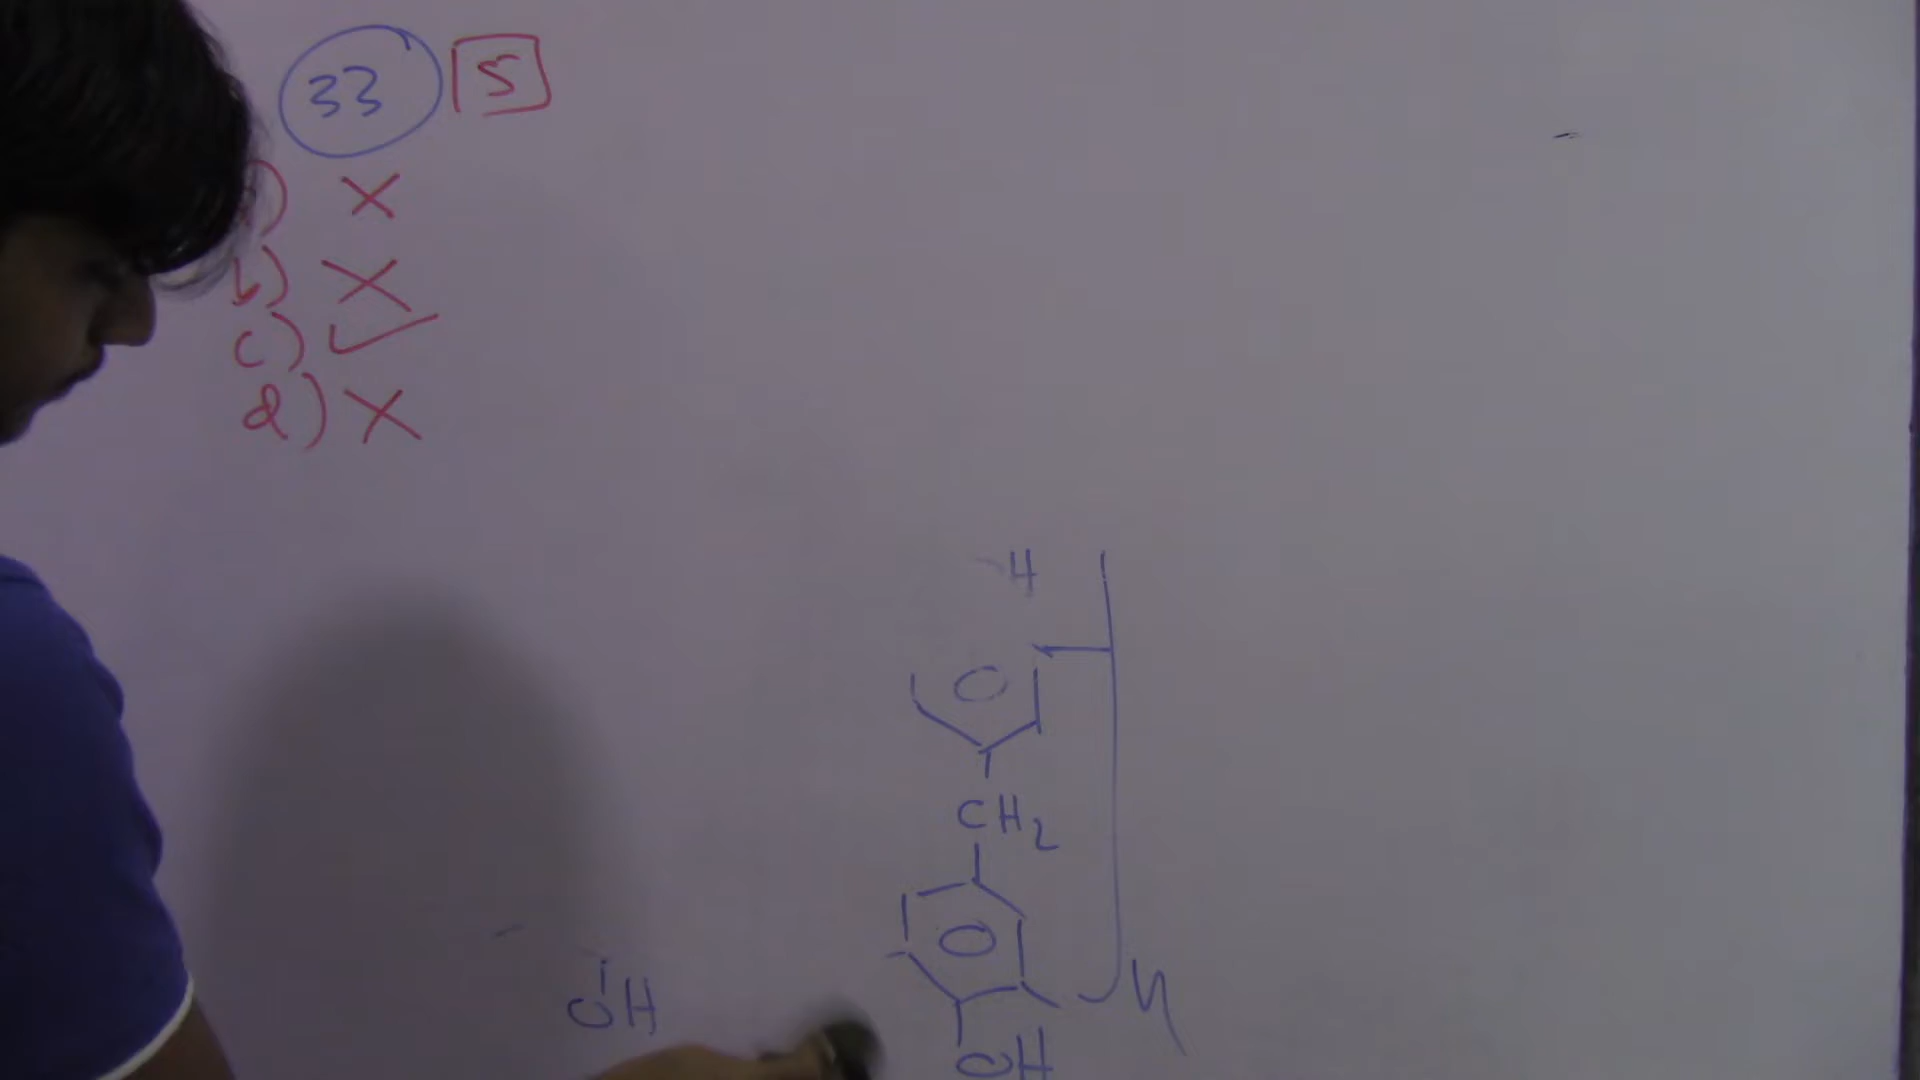 33 5
) X
b) X
c) ✓
d) X
H
CH2
n
OH
OH